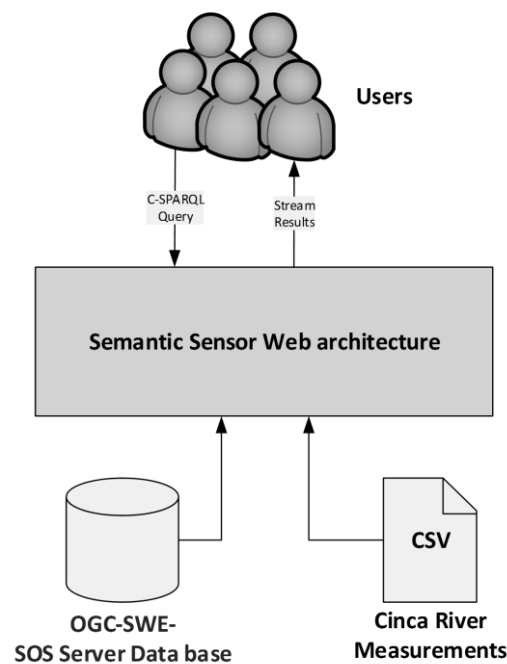 Users
C-SPARQL
Query
Stream
Results
Semantic Sensor Web architecture
CSV
OGC-SWE-
SOS Server Data base
Cinca River
Measurements